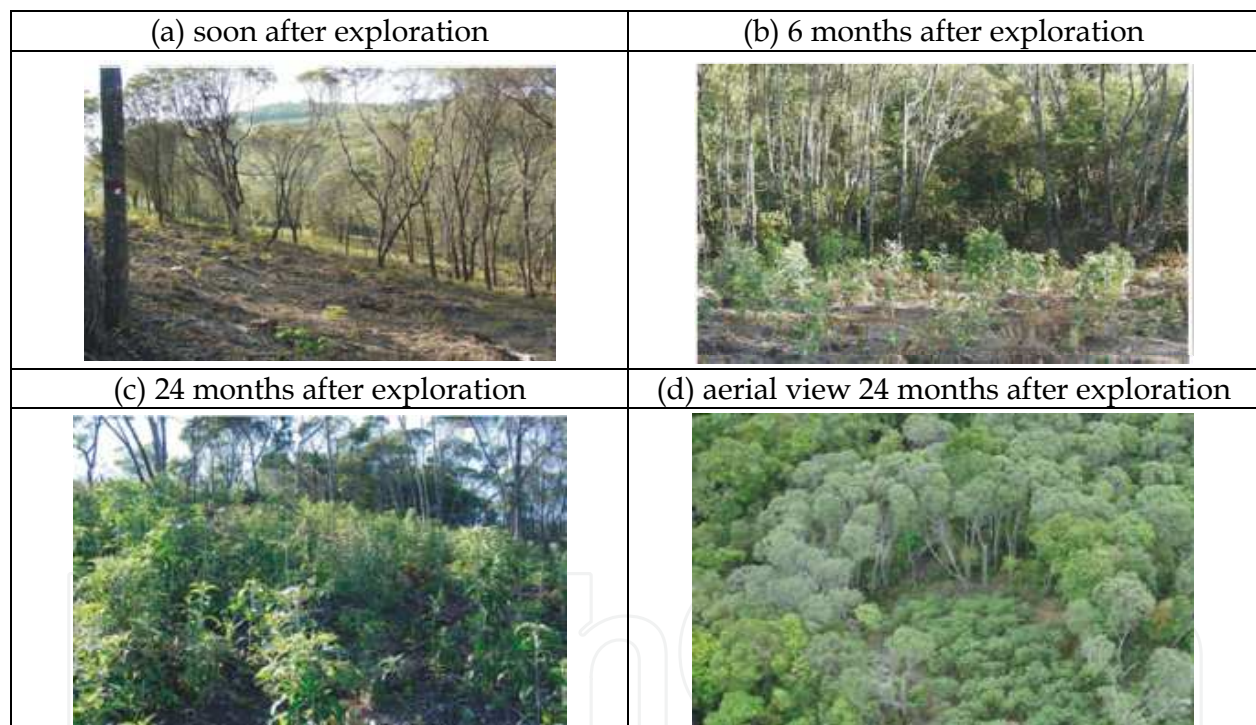 (a) soon after exploration
(b) 6 months after exploration
(c) 24 months after exploration
(d) aerial view 24 months after exploration